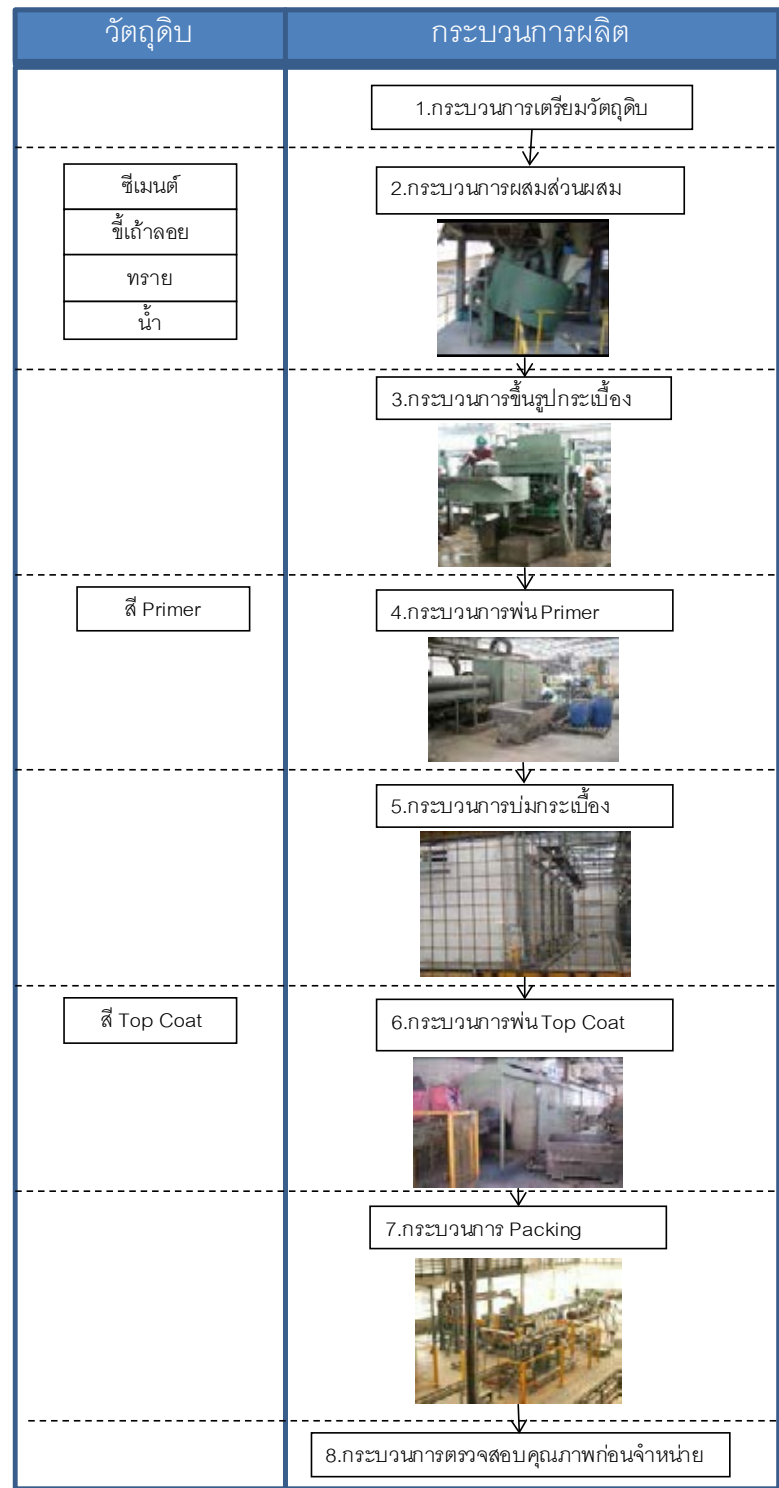 วัตถุดิบ
กระบวนการผลิต
1.กระบวนการเตรียมวัตถุดิบ
ซีเมนต์
ขี้เถ้าลอย
ทราย
น้ำ
2.กระบวนการผสมส่วนผสม
3.กระบวนการขึ้นรูปกระเบื้อง
สี Primer
4.กระบวนการพ่น Primer
5.กระบวนการบ่มกระเบื้อง
สี Top Coat
6.กระบวนการพ่น Top Coat
7.กระบวนการ Packing
8.กระบวนการตรวจสอบคุณภาพก่อนจำหน่าย